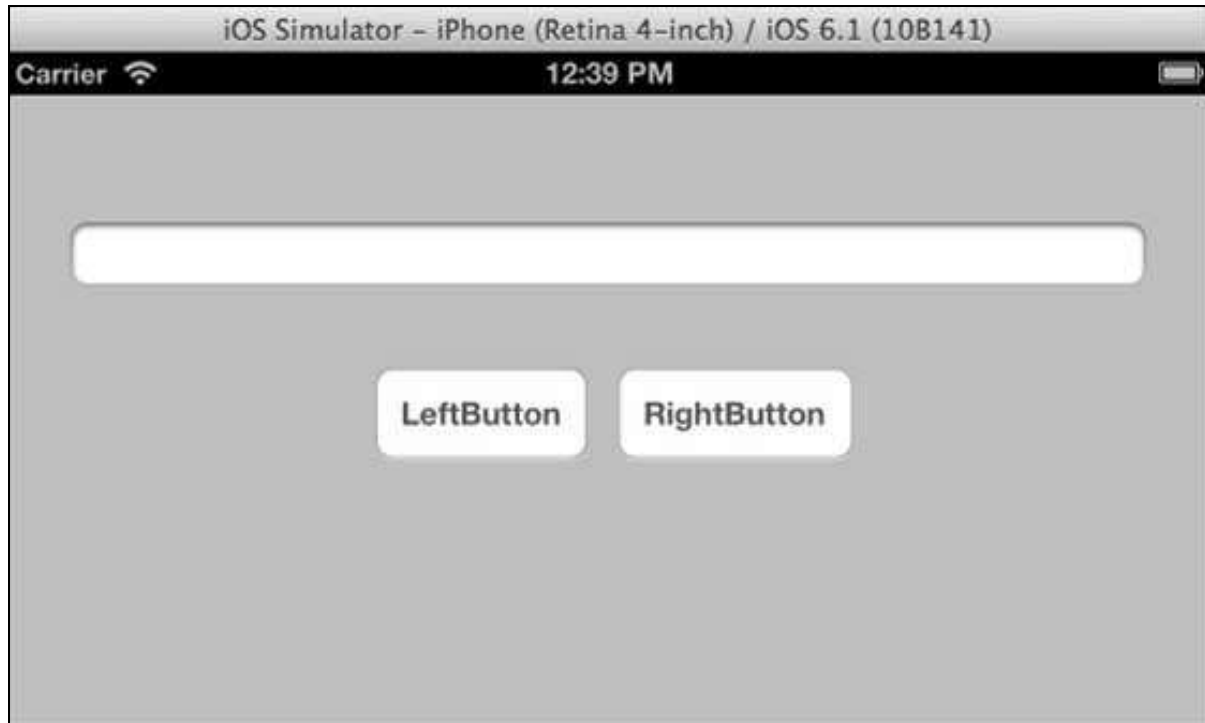 iOS Simulator – iPhone (Retina 4-inch) / iOS 6.1 (10B141)
Carrier 12:39 PM
LeftButton RightButton